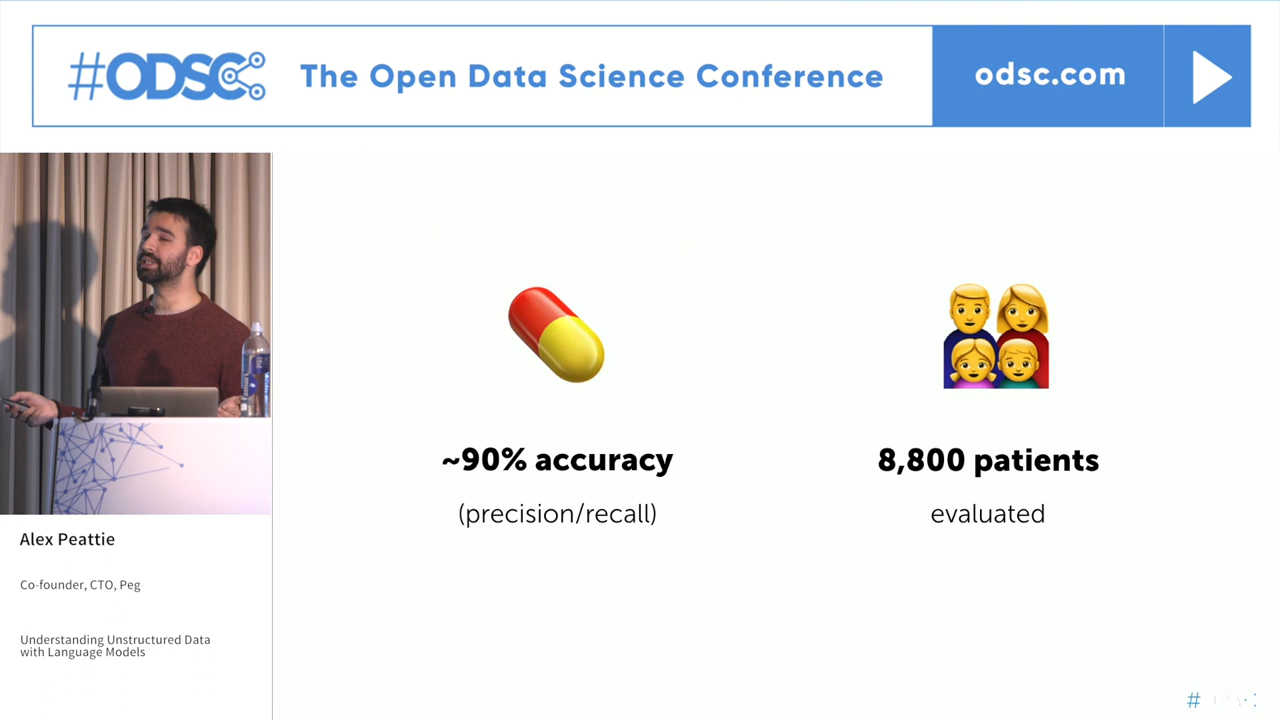 #ODSC
The Open Data Science Conference
odsc.com
~90% accuracy
(precision/recall)
8,800 patients
evaluated
Alex Peattie
Co-founder, CTO, Peg
Understanding Unstructured Data
with Language Models
#